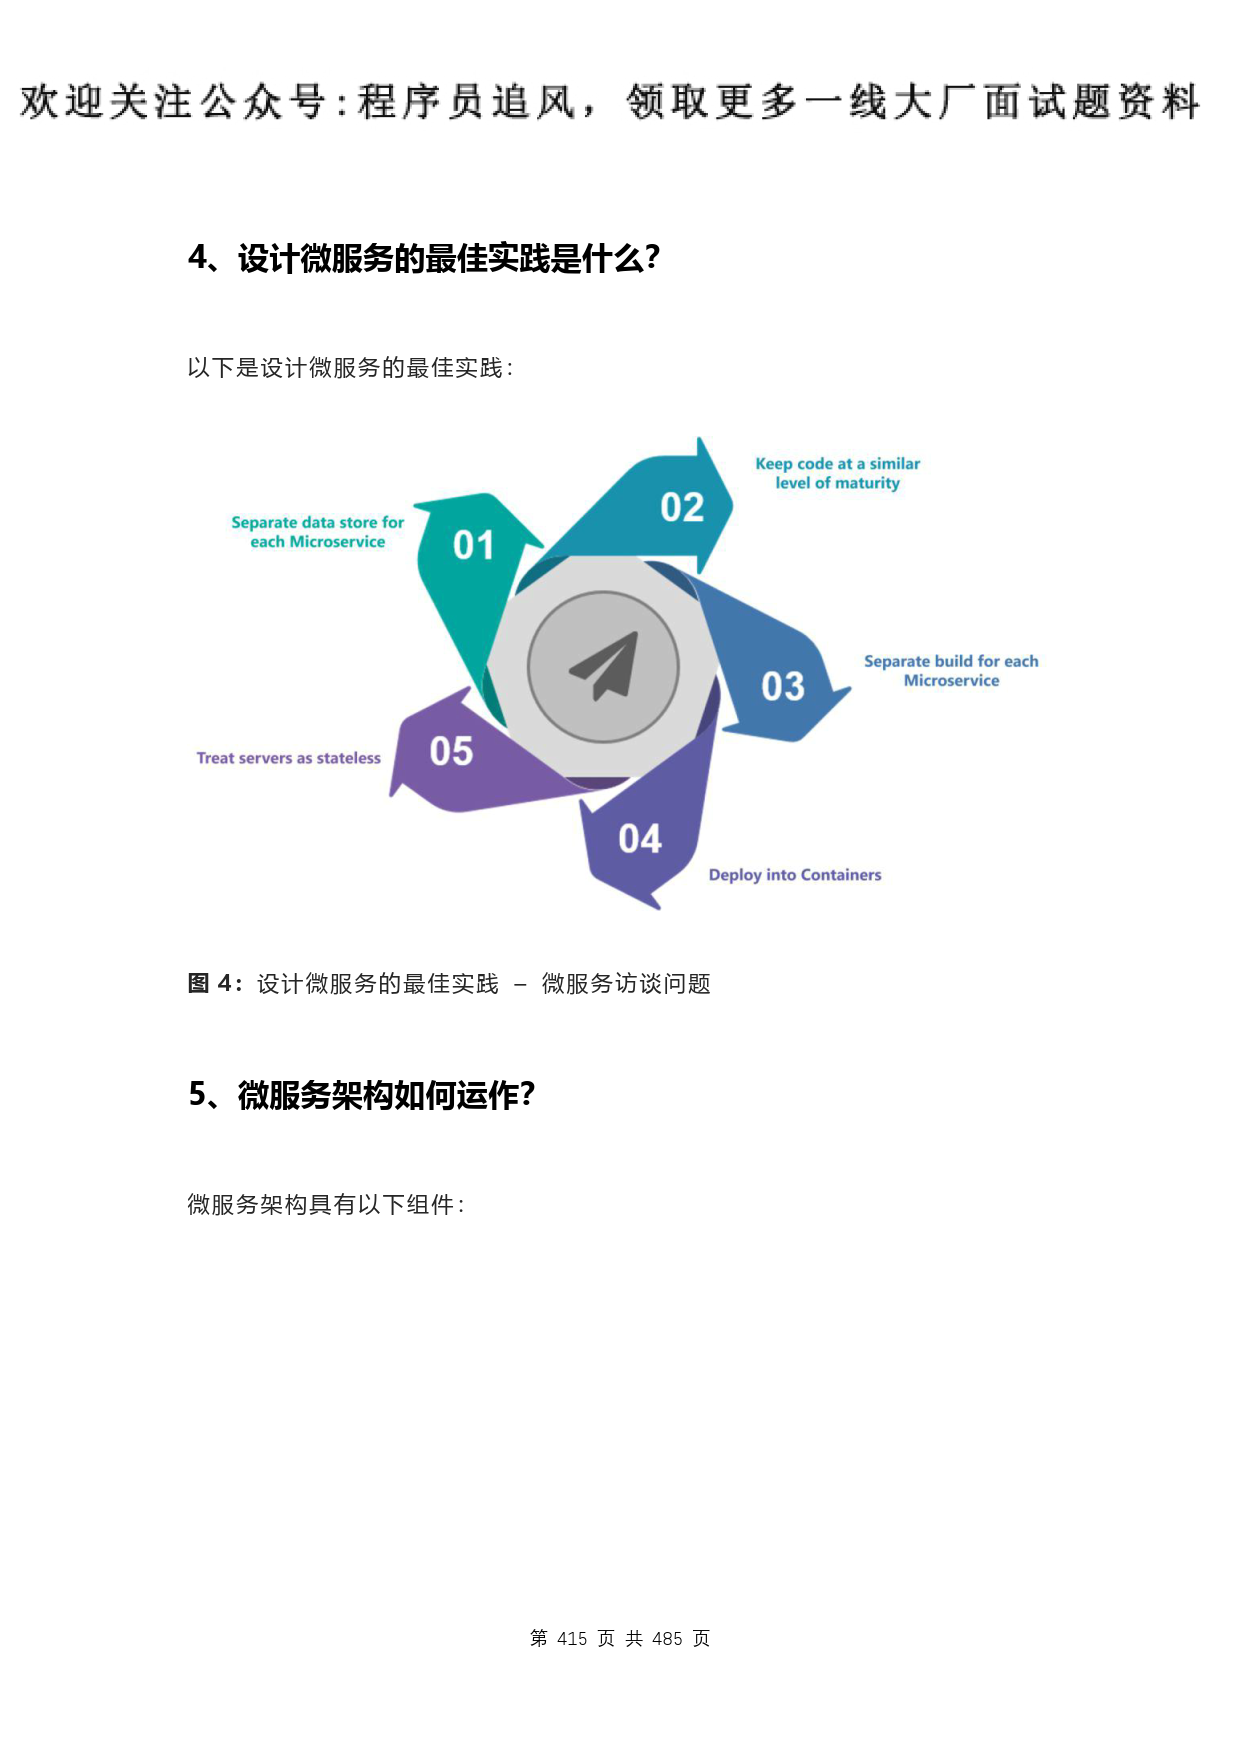 欢迎关注公众号:程序员追风，领取更多一线大厂面试题资料
4、设计微服务的最佳实践是什么？
以下是设计微服务的最佳实践：
Keep code at a similar
level of maturity
02
Separate data store for
each Microservice
01
Separate build for each
Microservice
03
Treat servers as stateless
05
04
Deploy into Containers
图 4：设计微服务的最佳实践 – 微服务访谈问题
5、微服务架构如何运作？
微服务架构具有以下组件：
第 415 页 共 485 页